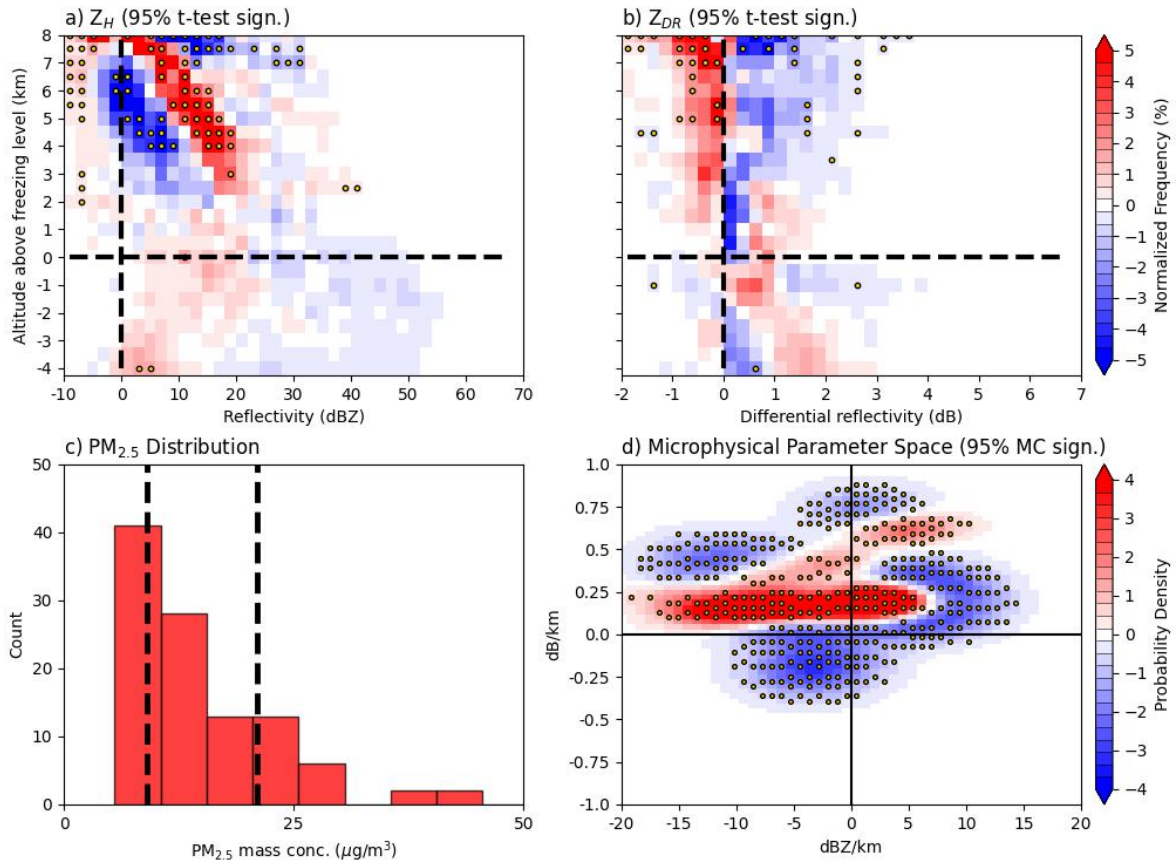 a) Z_H (95% t-test sign.)
8
7
6
5
4
3
2
1
0
-1
-2
-3
-4
Altitude above freezing level (km)
-10 0 10 20 30 40 50 60 70
Reflectivity (dBZ)
b) Z_DR (95% t-test sign.)
-2 -1 0 1 2 3 4 5 6 7
Differential reflectivity (dB)
5
4
3
2
1
0
−1
−2
−3
−4
−5
Normalized Frequency (%)
c) PM_2.5 Distribution
50
40
30
20
10
0
Count
0 25 50
PM_2.5 mass conc. (μg/m³)
d) Microphysical Parameter Space (95% MC sign.)
1.0
0.75
0.5
0.25
0.0
-0.25
-0.5
-0.75
-1.0
dB/km
-20 -15 -10 -5 0 5 10 15 20
dBZ/km
4
3
2
1
0
−1
−2
−3
−4
Probability Density